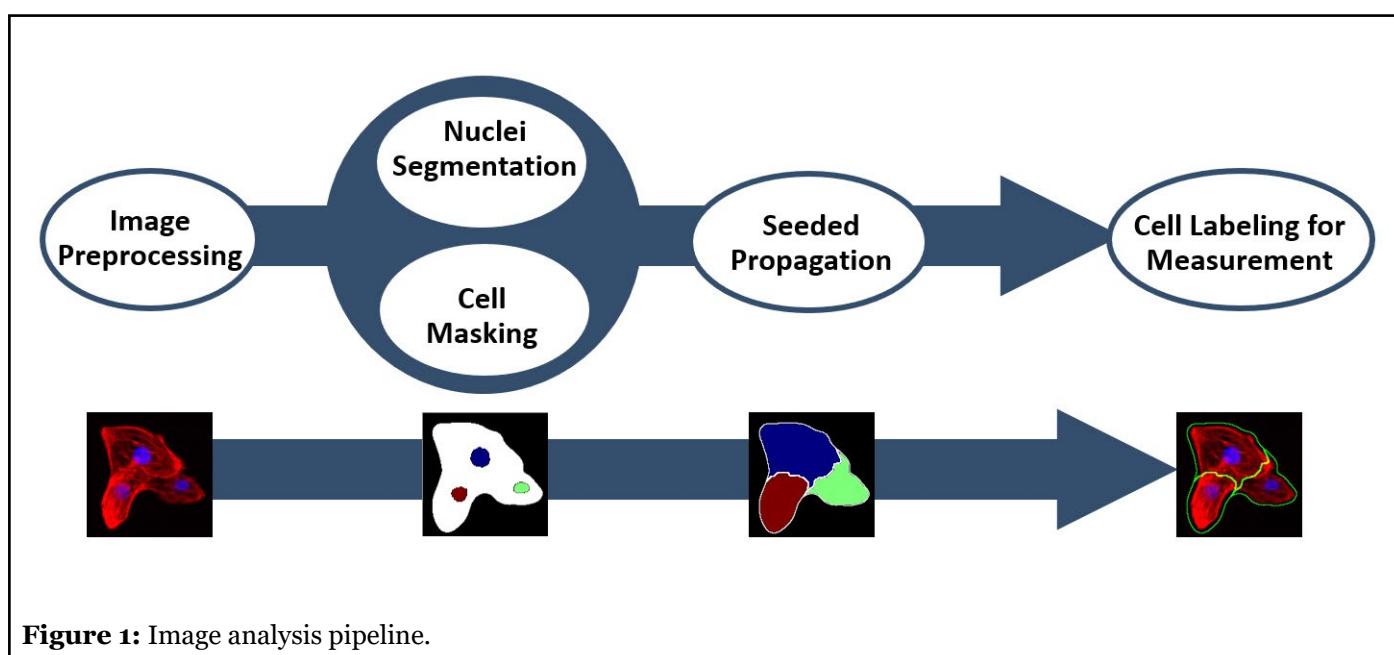 Image
Preprocessing
Nuclei
Segmentation
Cell
Masking
Seeded
Propagation
Cell Labeling for
Measurement
Figure 1: Image analysis pipeline.